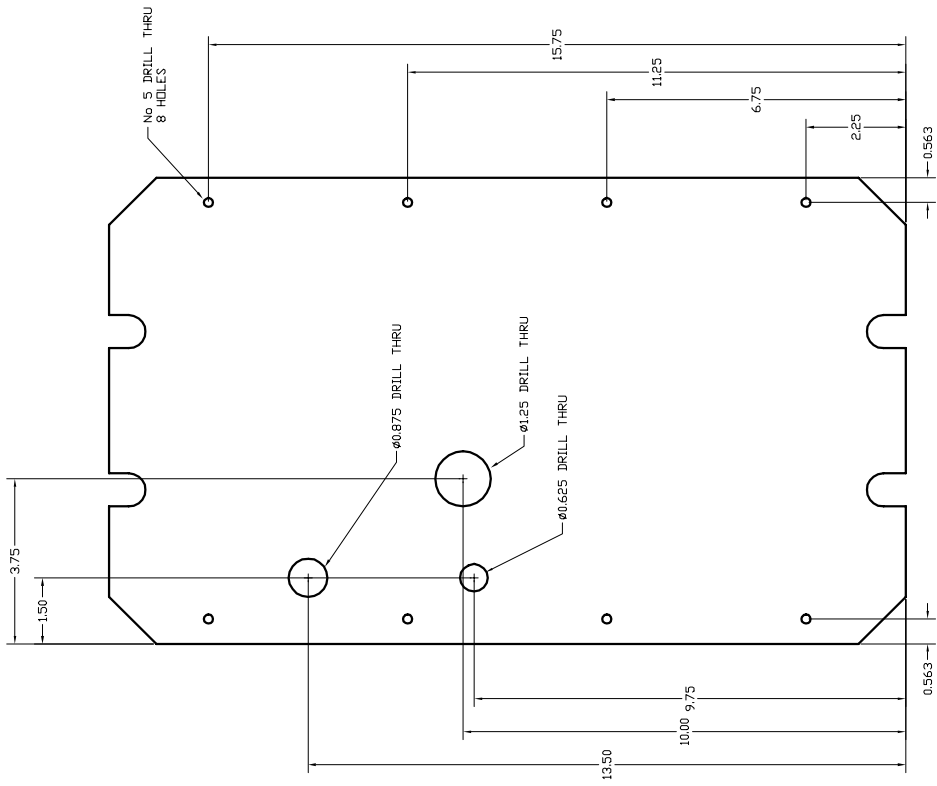 No 5 DRILL THRU
8 HOLES
15.75
11.25
6.75
2.25
0.563
ø0.875 DRILL THRU
ø1.25 DRILL THRU
ø0.625 DRILL THRU
3.75
1.50
0.563
9.75
10.00
13.50